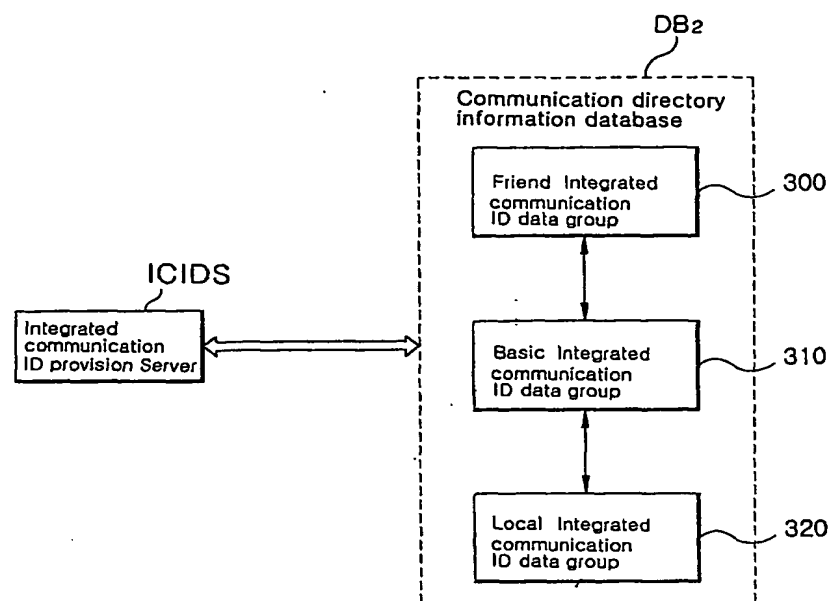 DB2
Communication directory
information database
Friend Integrated
communication
ID data group
300
ICIDS
Integrated
communication
ID provision Server
Basic Integrated
communication
ID data group
310
Local Integrated
communication
ID data group
320